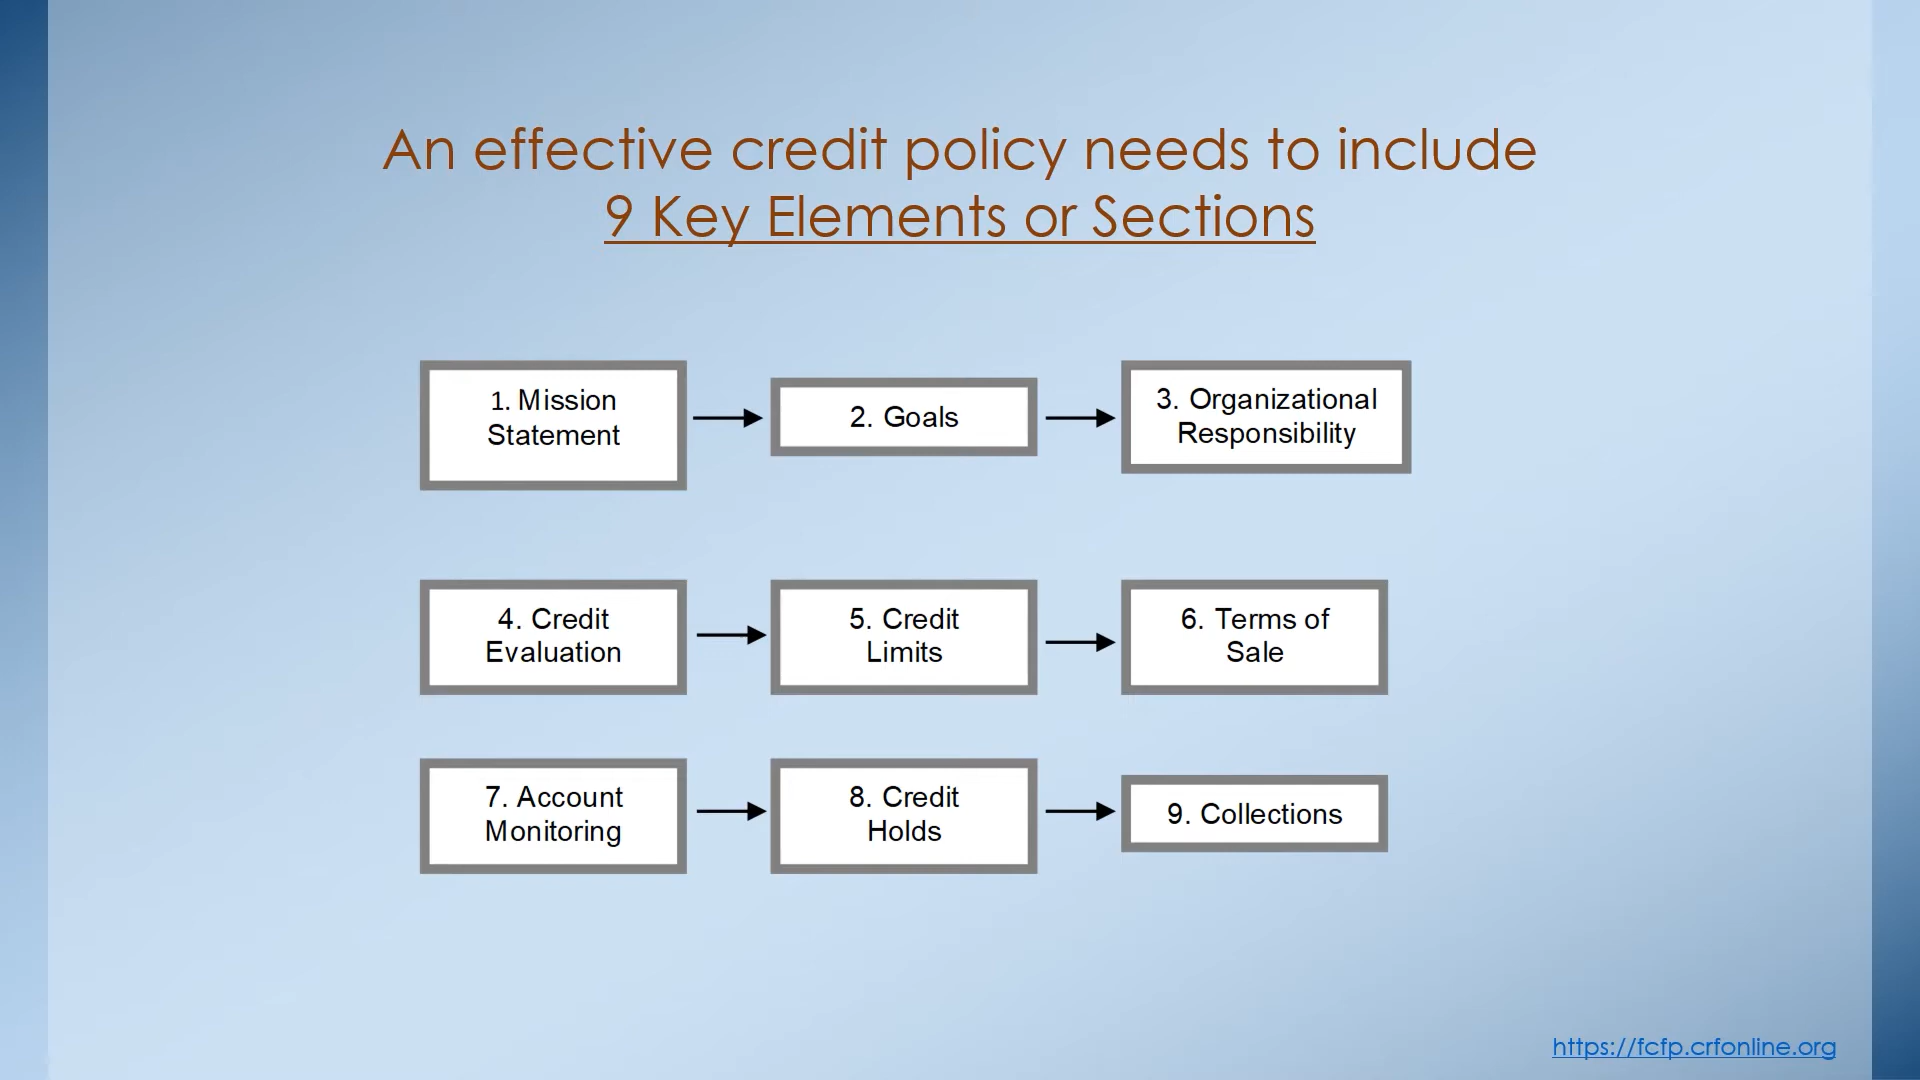 An effective credit policy needs to include
9 Key Elements or Sections
1. Mission
Statement
2. Goals
3. Organizational
Responsibility
4. Credit
Evaluation
5. Credit
Limits
6. Terms of
Sale
7. Account
Monitoring
8. Credit
Holds
9. Collections
https://fcfp.crfonline.org